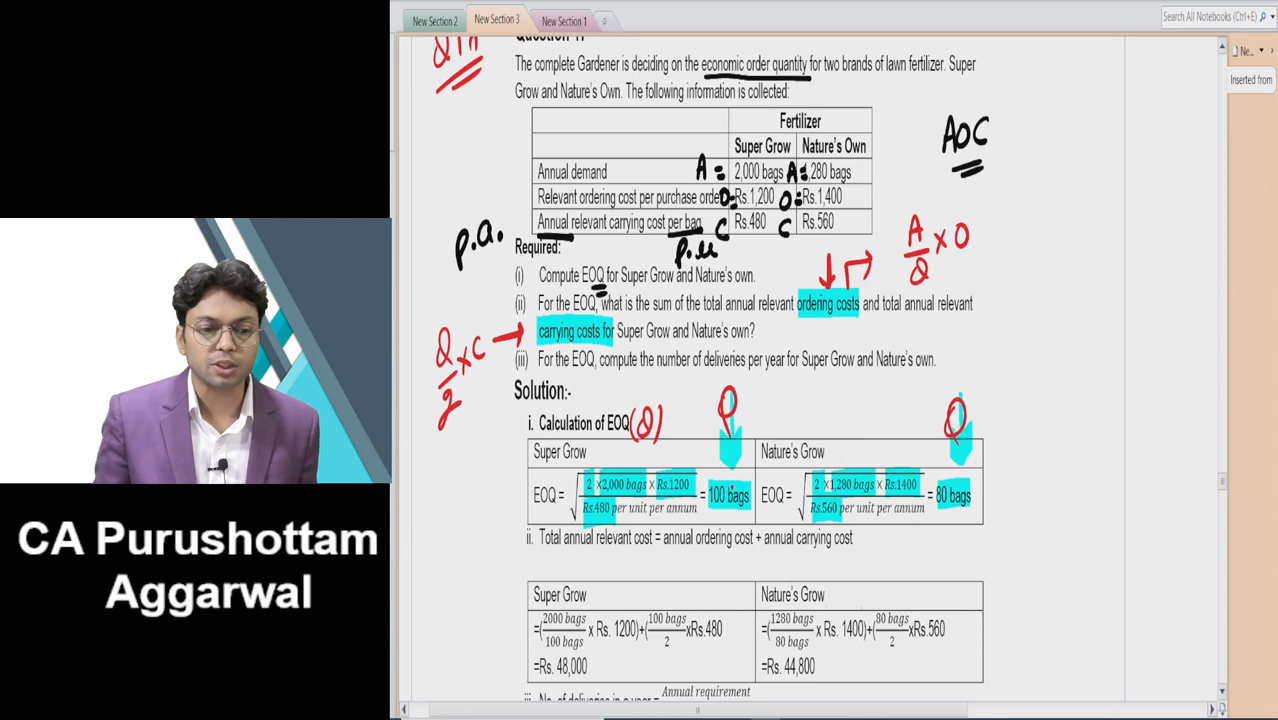 New Section 2
New Section 3
New Section 1
Search All Notebooks (Ctrl
Ne...
Inserted from
The complete Gardener is deciding on the economic order quantity for two brands of lawn fertilizer. Super
Grow and Nature's Own. The following information is collected:
Fertilizer
Super Grow Nature's Own
Annual demand A = 2,000 bags A = 1,280 bags
Relevant ordering cost per purchase order O = Rs.1,200 O = Rs.1,400
Annual relevant carrying cost per bag C Rs.480 C Rs.560
AOC
p.a.
p.u
Required:
A/Q × O
(i) Compute EOQ for Super Grow and Nature's own.
(ii) For the EOQ, what is the sum of the total annual relevant ordering costs and total annual relevant
carrying costs for Super Grow and Nature's own?
Q/2 × C
(iii) For the EOQ, compute the number of deliveries per year for Super Grow and Nature's own.
Solution:-
i. Calculation of EOQ (Q)
Q
Q
Super Grow Nature's Grow
EOQ = √(2 ×2,000 bags × Rs.1200 / Rs.480 per unit per annum) = 100 bags EOQ = √(2 ×1,280 bags × Rs.1400 / Rs.560 per unit per annum) = 80 bags
ii. Total annual relevant cost = annual ordering cost + annual carrying cost
Super Grow Nature's Grow
=(2000 bags/100 bags x Rs. 1200)+(100 bags/2 xRs.480 =(1280 bags/80 bags x Rs. 1400)+(80 bags/2 xRs.560
=Rs. 48,000 =Rs. 44,800
iii. No. of deliveries in a year = Annual requirement
CA Purushottam
Aggarwal